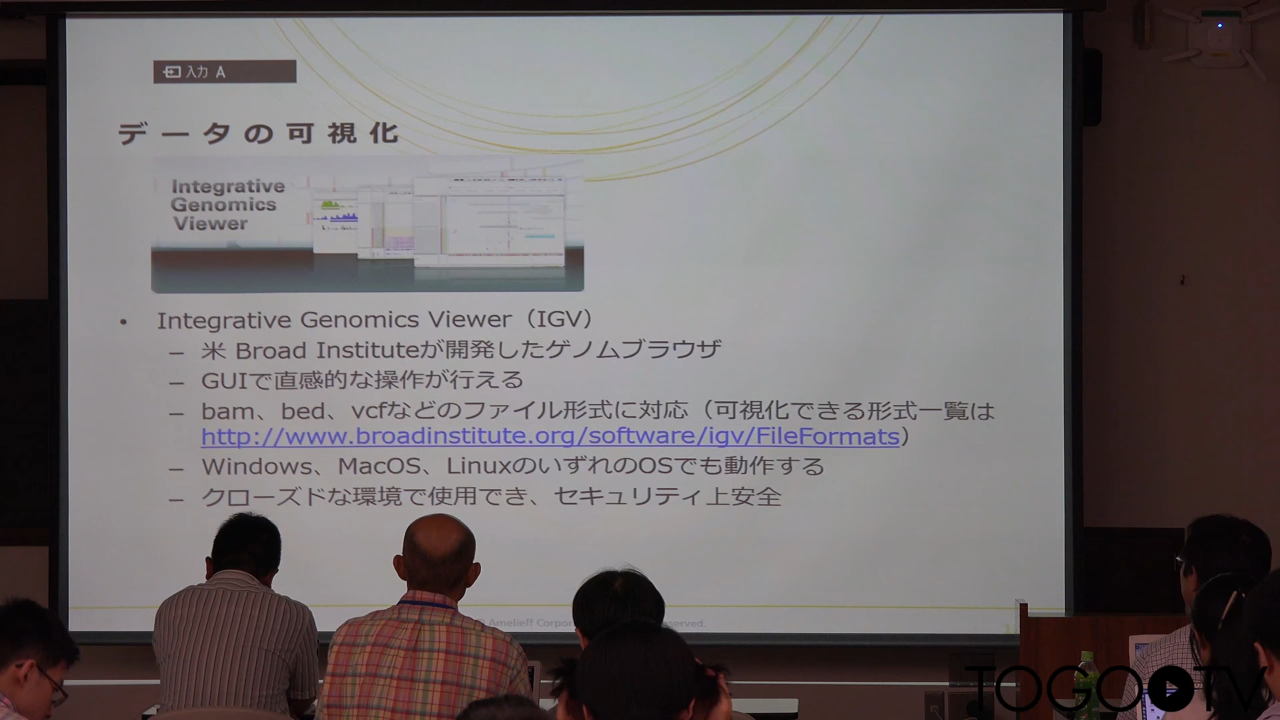 入力 A
データの可視化
Integrative
Genomics
Viewer
• Integrative Genomics Viewer（IGV）
– 米 Broad Instituteが開発したゲノムブラウザ
– GUIで直感的な操作が行える
– bam、bed、vcfなどのファイル形式に対応（可視化できる形式一覧は
http://www.broadinstitute.org/software/igv/FileFormats）
– Windows、MacOS、LinuxのいずれのOSでも動作する
– クローズドな環境で使用でき、セキュリティ上安全
Amelieff
TOGO TV